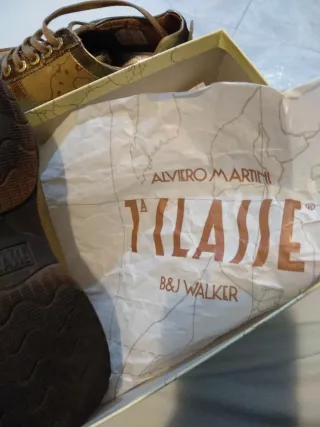 ALVIERO MARTINI
1ª CLASSE®
B&J WALKER